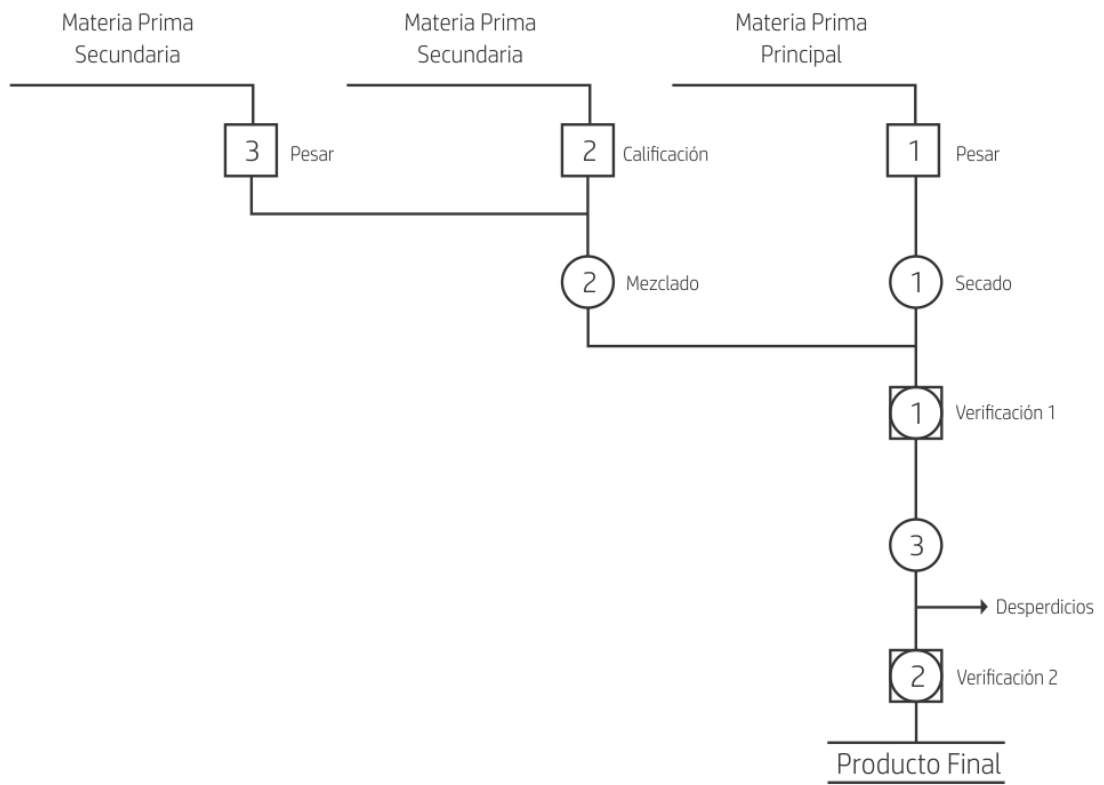 Materia Prima
Secundaria
Materia Prima
Secundaria
Materia Prima
Principal
3 Pesar
2 Calificación
1 Pesar
2 Mezclado
1 Secado
1 Verificación 1
3
Desperdicios
2 Verificación 2
Producto Final